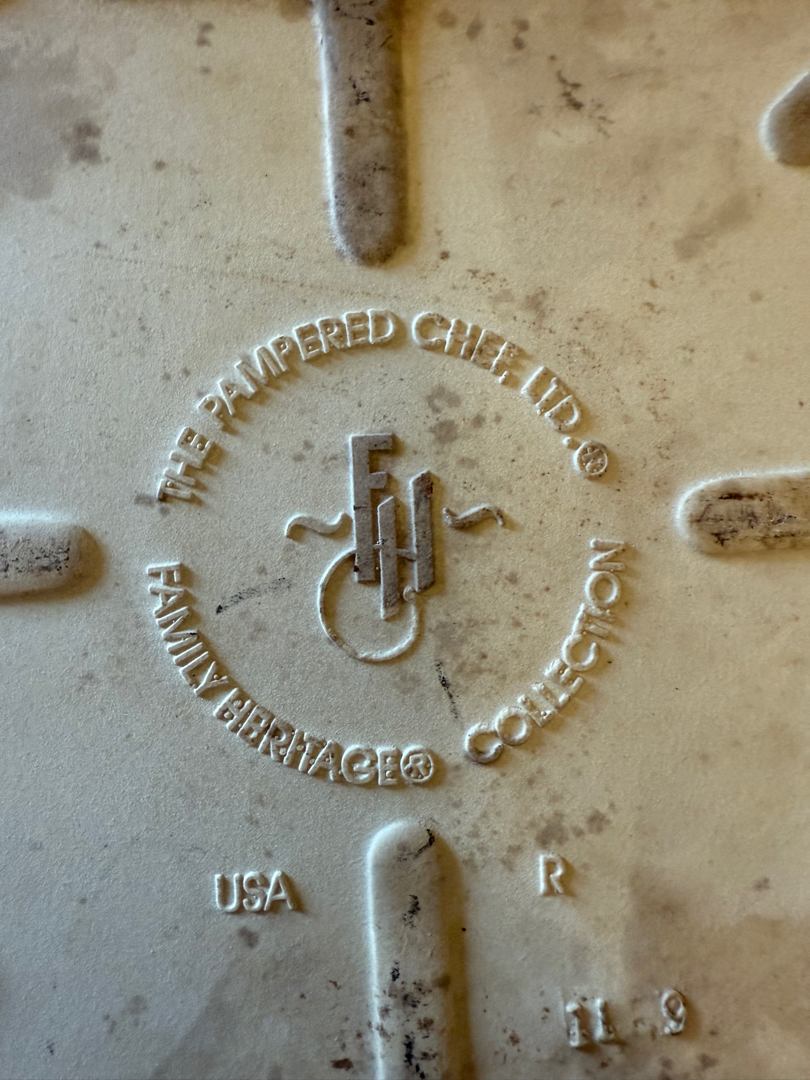 THE PAMPERED CHEF, LTD.®
FH
FAMILY HERITAGE® COLLECTION
USA
R
11 9